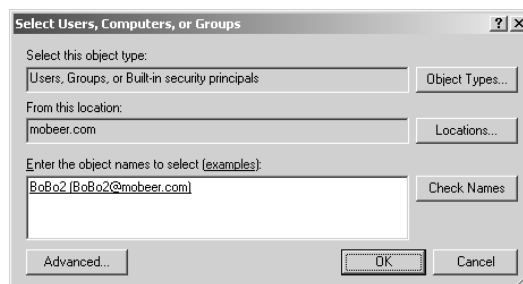 Select Users, Computers, or Groups
Select this object type:
Users, Groups, or Built-in security principals
Object Types...
From this location:
mobeer.com
Locations...
Enter the object names to select (examples):
BoBo2 (BoBo2@mobeer.com)
Check Names
Advanced...
OK
Cancel